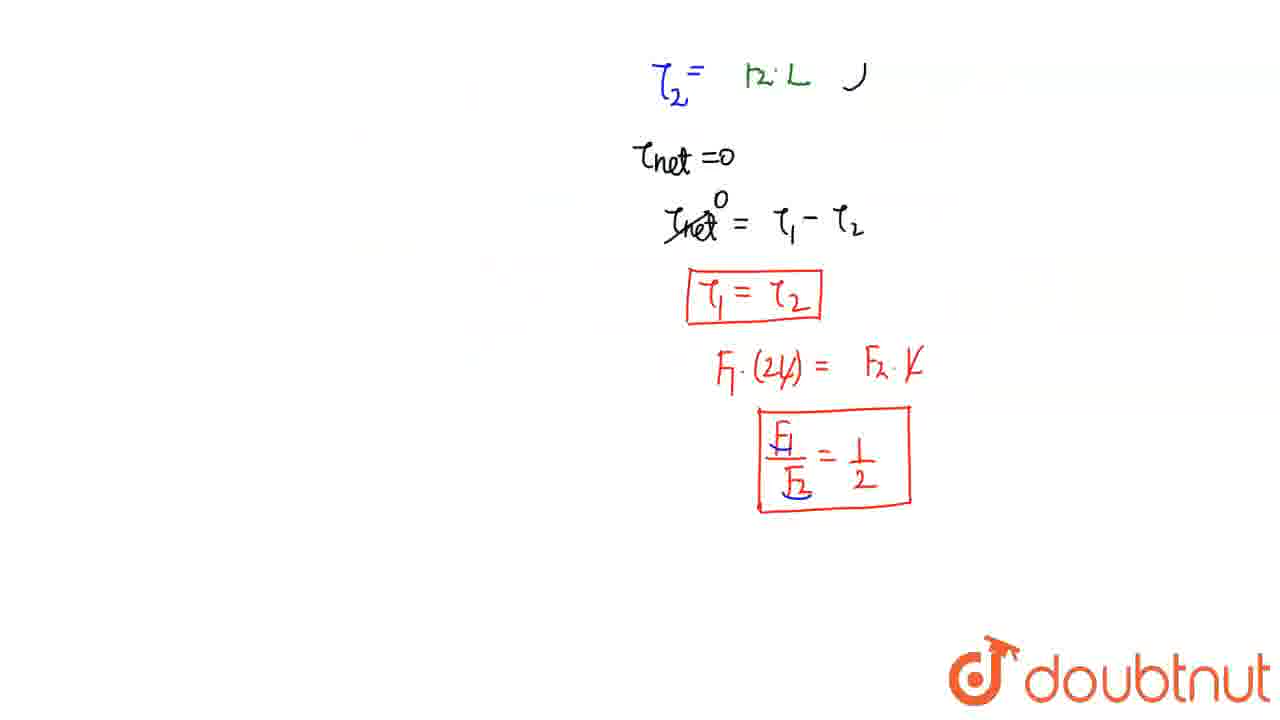 τ₂ = F₂·L )
τnet = 0
τnet⁰ = τ₁ - τ₂
τ₁ = τ₂
F₁·(2L) = F₂·L
F₁/F₂ = 1/2
doubtnut